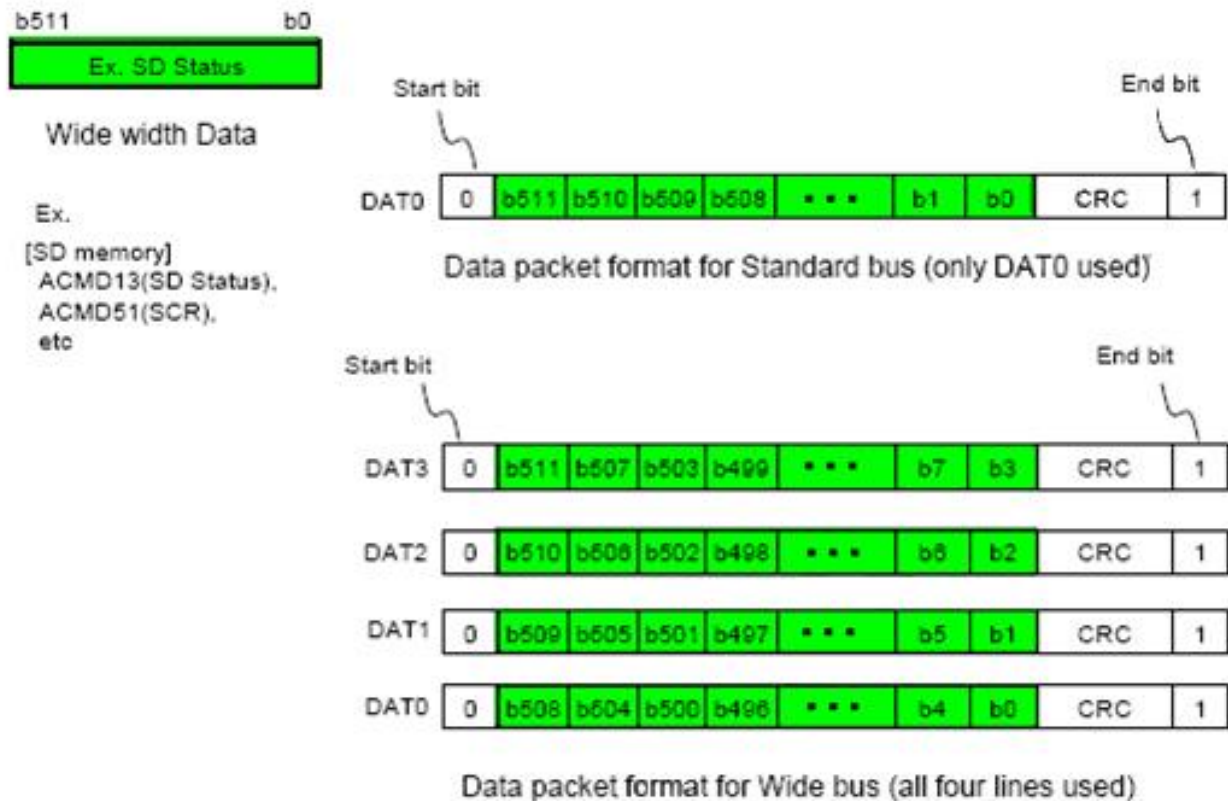 b511 b0
Ex. SD Status
Wide width Data
Ex.
[SD memory]
ACMD13(SD Status),
ACMD51(SCR),
etc
Start bit End bit
DAT0 0 b511 b510 b509 b508 ▪ ▪ ▪ b1 b0 CRC 1
Data packet format for Standard bus (only DAT0 used)
Start bit End bit
DAT3 0 b511 b507 b503 b499 ▪ ▪ ▪ b7 b3 CRC 1
DAT2 0 b510 b506 b502 b498 ▪ ▪ ▪ b6 b2 CRC 1
DAT1 0 b509 b505 b501 b497 ▪ ▪ ▪ b5 b1 CRC 1
DAT0 0 b508 b504 b500 b496 ▪ ▪ ▪ b4 b0 CRC 1
Data packet format for Wide bus (all four lines used)